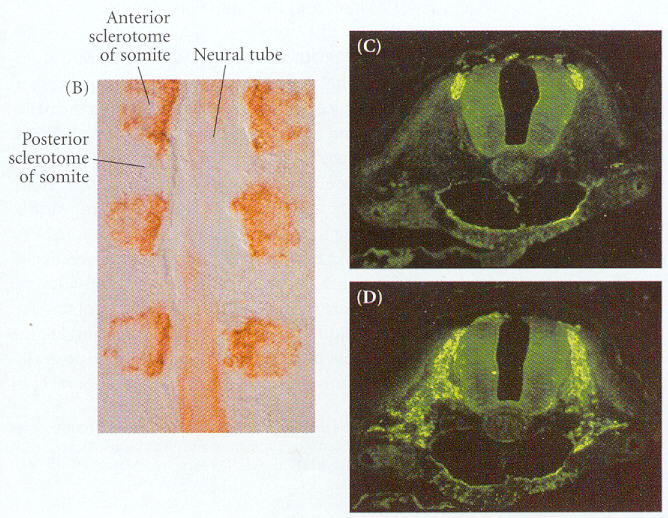 Anterior
sclerotome
of somite
Neural tube
(B)
Posterior
sclerotome
of somite
(C)
(D)